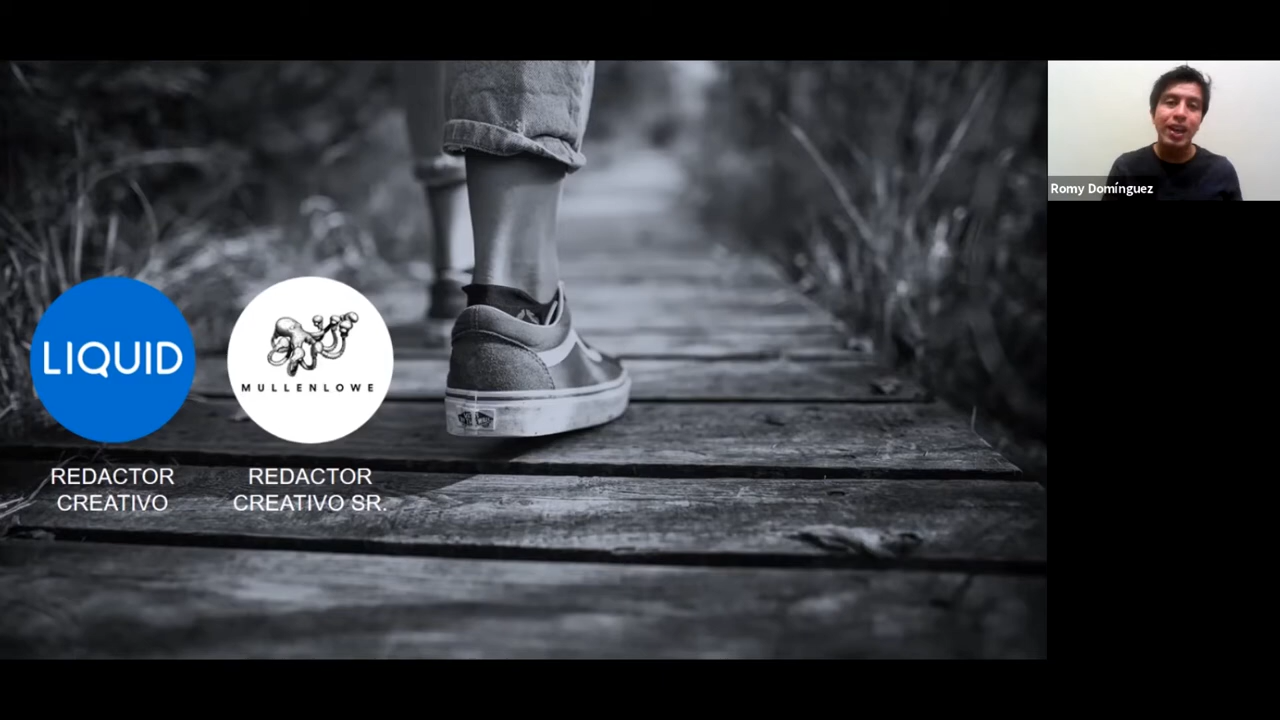 Romy Domínguez
LIQUID
MULLENLOWE
REDACTOR
CREATIVO
REDACTOR
CREATIVO SR.